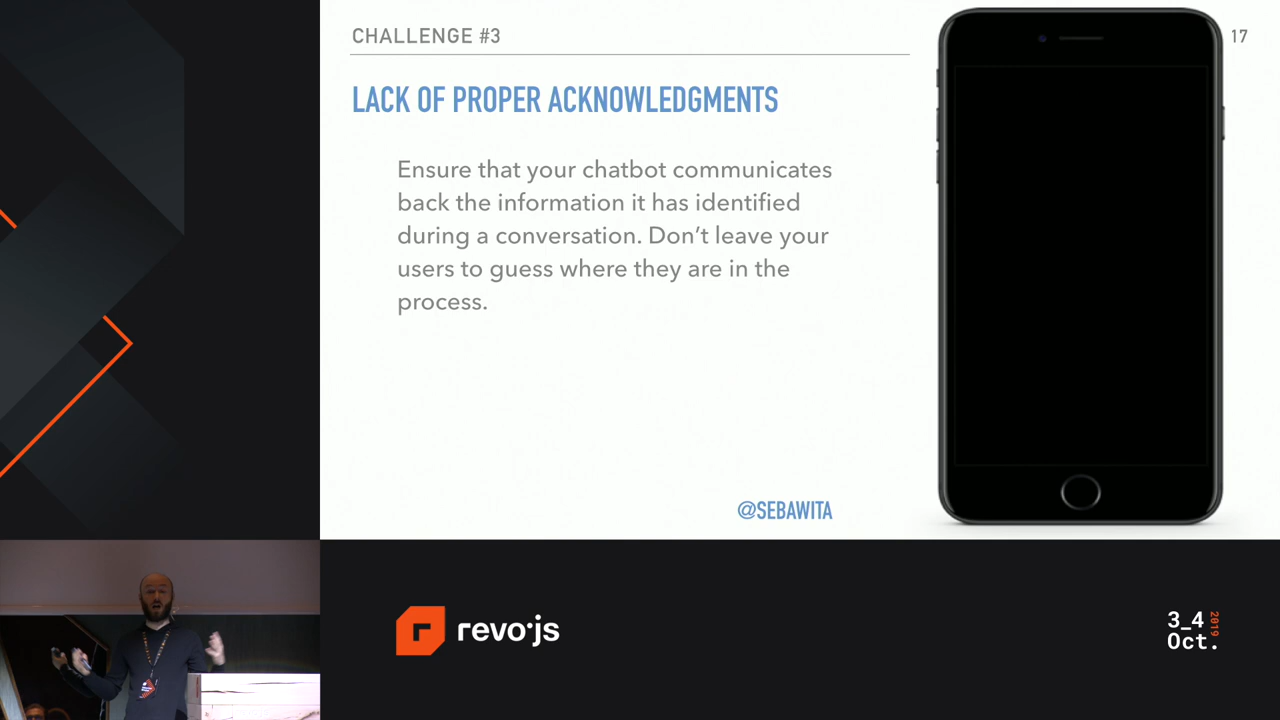 CHALLENGE #3
17
LACK OF PROPER ACKNOWLEDGMENTS
Ensure that your chatbot communicates
back the information it has identified
during a conversation. Don’t leave your
users to guess where they are in the
process.
@SEBAWITA
revo·js
3_4
Oct.
2019